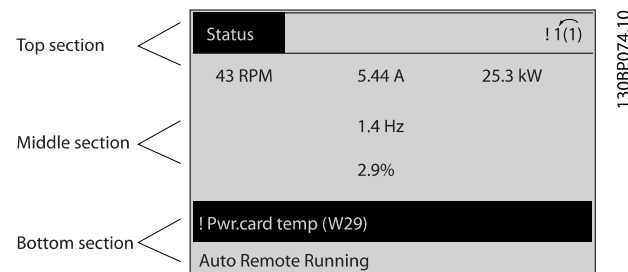 Top section
Status
! 1(1)
43 RPM 5.44 A 25.3 kW
Middle section
1.4 Hz
2.9%
Bottom section
! Pwr.card temp (W29)
Auto Remote Running
130BP074.10